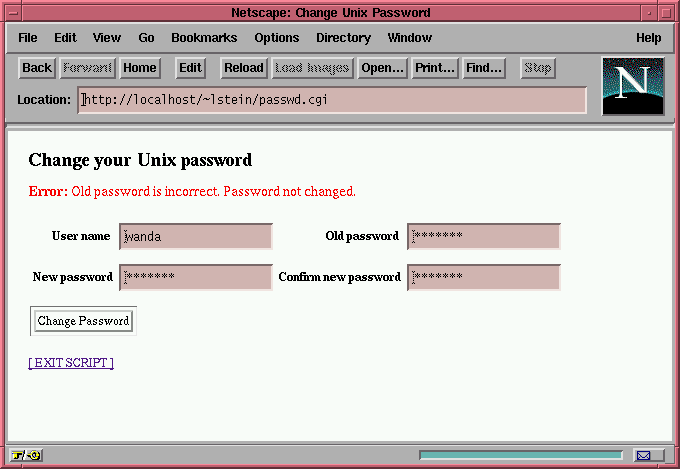 Netscape: Change Unix Password
File Edit View Go Bookmarks Options Directory Window Help
Back Forward Home Edit Reload Load Images Open... Print... Find... Stop
N
Location: http://localhost/~lstein/passwd.cgi
Change your Unix password
Error: Old password is incorrect. Password not changed.
User name wanda Old password *******
New password ******* Confirm new password *******
Change Password
[ EXIT SCRIPT ]